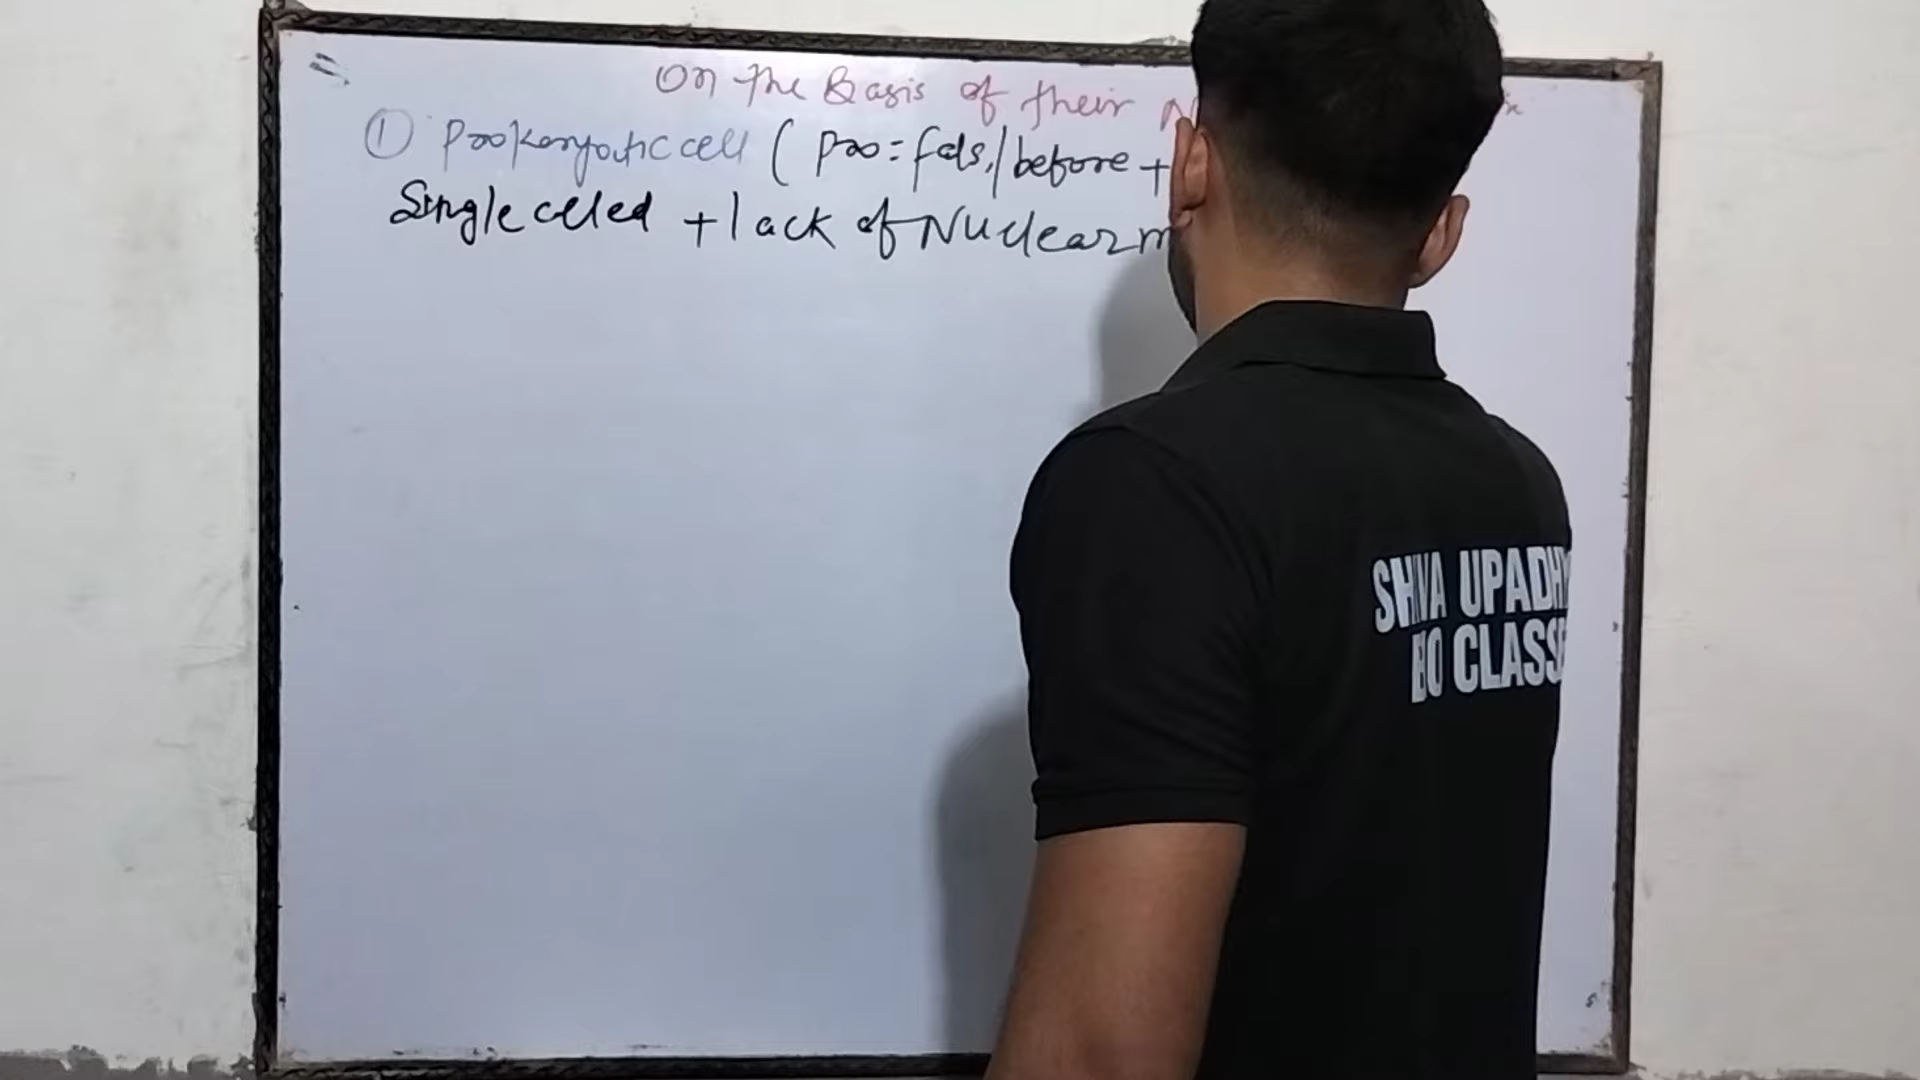 On the Basis of their
① Prokaryotic cell ( Pro = fals / before +
Single celled + lack of Nuclear m
SHIVA UPADHY
BIO CLASSE